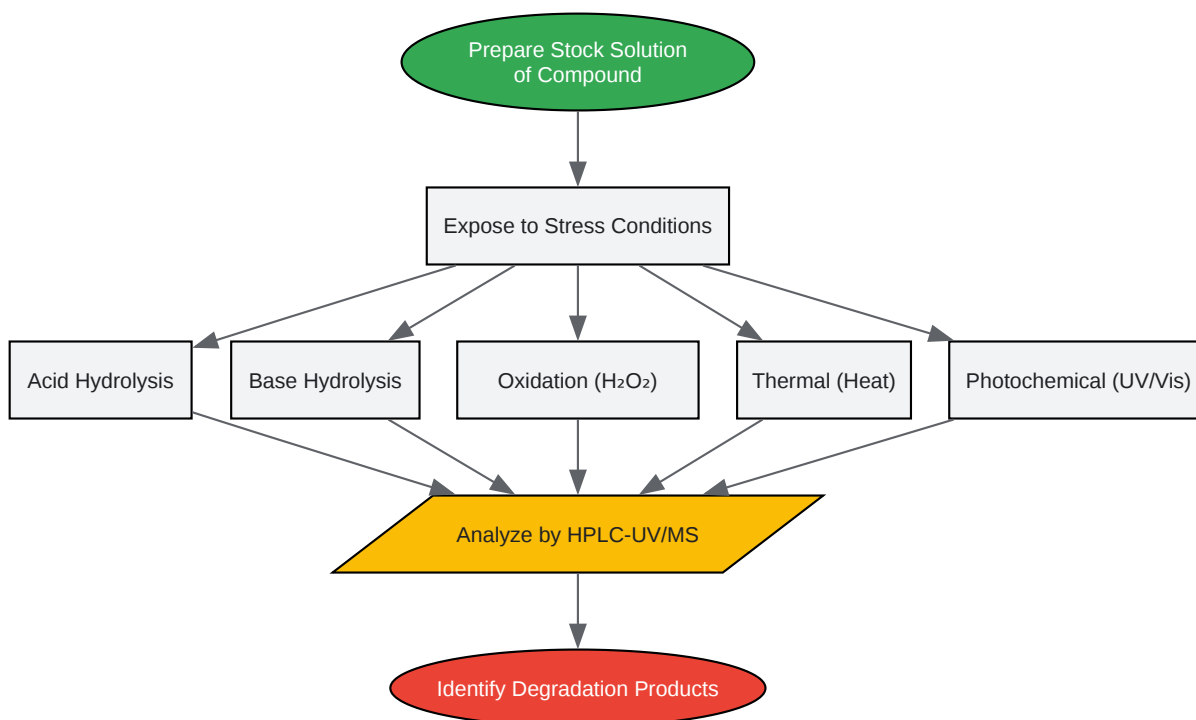 Prepare Stock Solution
of Compound
Expose to Stress Conditions
Acid Hydrolysis
Base Hydrolysis
Oxidation (H₂O₂)
Thermal (Heat)
Photochemical (UV/Vis)
Analyze by HPLC-UV/MS
Identify Degradation Products